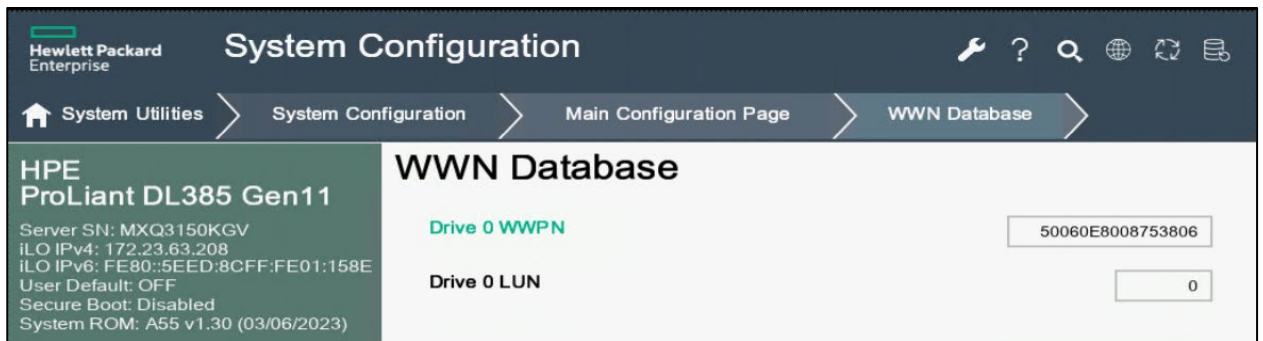 Hewlett Packard
Enterprise
System Configuration
System Utilities
System Configuration
Main Configuration Page
WWN Database
HPE
ProLiant DL385 Gen11
Server SN: MXQ3150KGV
iLO IPv4: 172.23.63.208
iLO IPv6: FE80::5EED:8CFF:FE01:158E
User Default: OFF
Secure Boot: Disabled
System ROM: A55 v1.30 (03/06/2023)
WWN Database
Drive 0 WWPN
50060E8008753806
Drive 0 LUN
0